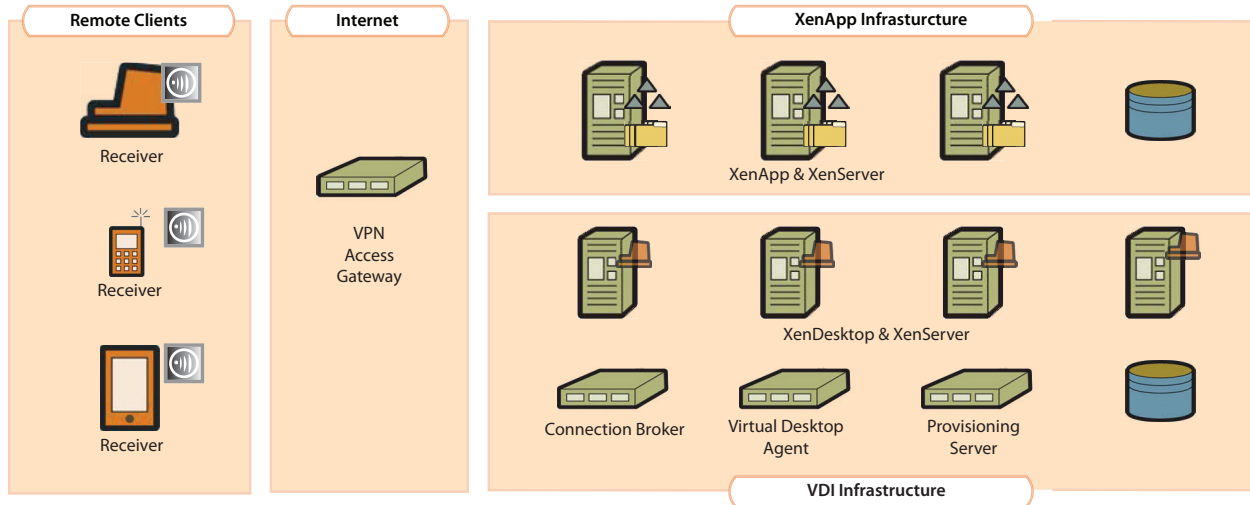 Remote Clients
Receiver
Receiver
Receiver
Internet
VPN
Access
Gateway
XenApp Infrasturcture
XenApp & XenServer
XenDesktop & XenServer
Connection Broker
Virtual Desktop
Agent
Provisioning
Server
VDI Infrastructure